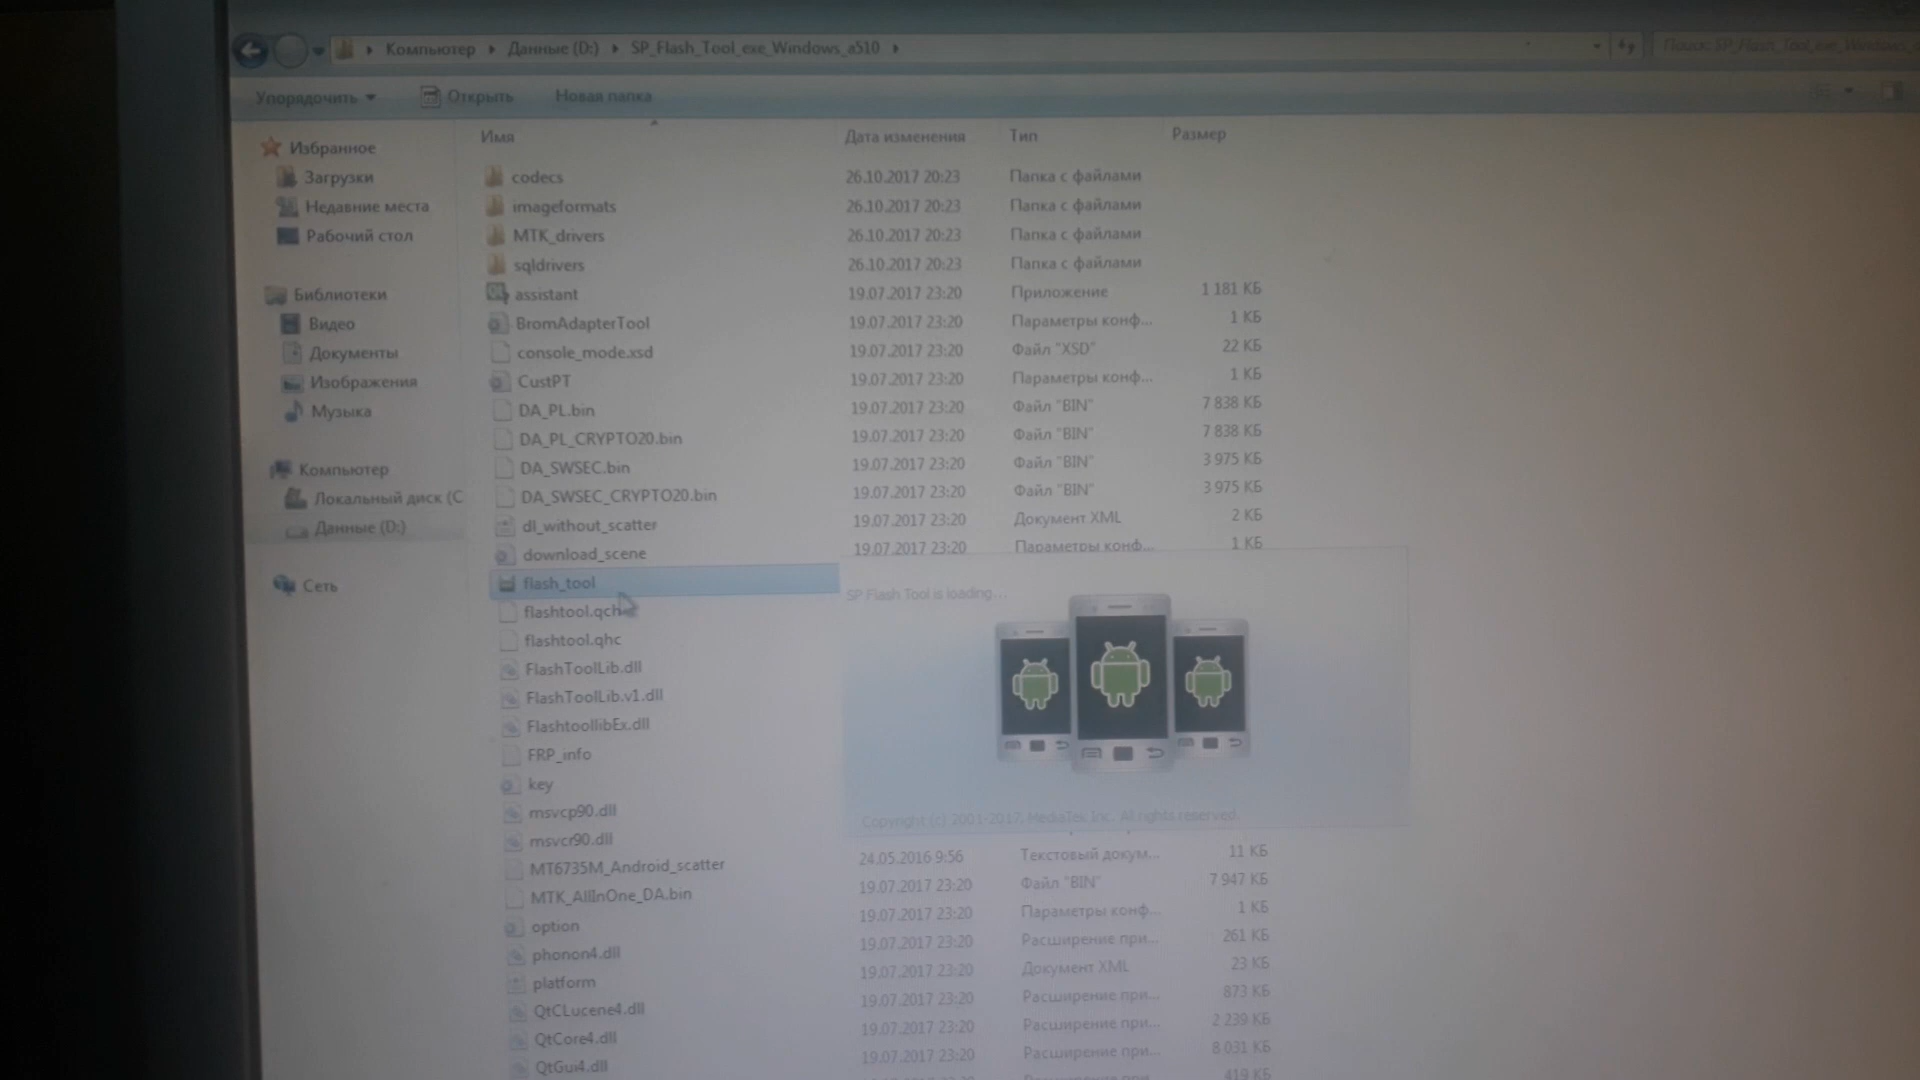 Компьютер Данные (D:) SP_Flash_Tool_exe_Windows_a510 Поиск: SP_Flash_Tool_exe_Windows_a
Упорядочить Открыть Новая папка
Имя Дата изменения Тип Размер
Избранное
Загрузки
Недавние места
Рабочий стол
Библиотеки
Видео
Документы
Изображения
Музыка
Компьютер
Локальный диск (C
Данные (D:)
Сеть
codecs 26.10.2017 20:23 Папка с файлами
imageformats 26.10.2017 20:23 Папка с файлами
MTK_drivers 26.10.2017 20:23 Папка с файлами
sqldrivers 26.10.2017 20:23 Папка с файлами
assistant 19.07.2017 23:20 Приложение 1 181 КБ
BromAdapterTool 19.07.2017 23:20 Параметры конф... 1 КБ
console_mode.xsd 19.07.2017 23:20 Файл "XSD" 22 КБ
CustPT 19.07.2017 23:20 Параметры конф... 1 КБ
DA_PL.bin 19.07.2017 23:20 Файл "BIN" 7 838 КБ
DA_PL_CRYPTO20.bin 19.07.2017 23:20 Файл "BIN" 7 838 КБ
DA_SWSEC.bin 19.07.2017 23:20 Файл "BIN" 3 975 КБ
DA_SWSEC_CRYPTO20.bin 19.07.2017 23:20 Файл "BIN" 3 975 КБ
dl_without_scatter 19.07.2017 23:20 Документ XML 2 КБ
download_scene 19.07.2017 23:20 Параметры конф... 1 КБ
flash_tool
flashtool.qch
flashtool.qhc
FlashToolLib.dll
FlashToolLib.v1.dll
FlashtoollibEx.dll
FRP_info
key
msvcp90.dll
msvcr90.dll
SP Flash Tool is loading...
Copyright (c) 2001-2017, MediaTek Inc. All rights reserved.
MT6735M_Android_scatter 24.05.2016 9:56 Текстовый докум... 11 КБ
MTK_AllInOne_DA.bin 19.07.2017 23:20 Файл "BIN" 7 947 КБ
option 19.07.2017 23:20 Параметры конф... 1 КБ
phonon4.dll 19.07.2017 23:20 Расширение при... 261 КБ
platform 19.07.2017 23:20 Документ XML 23 КБ
QtCLucene4.dll 19.07.2017 23:20 Расширение при... 873 КБ
QtCore4.dll 19.07.2017 23:20 Расширение при... 2 239 КБ
QtGui4.dll 19.07.2017 23:20 Расширение при... 8 031 КБ
419 КБ